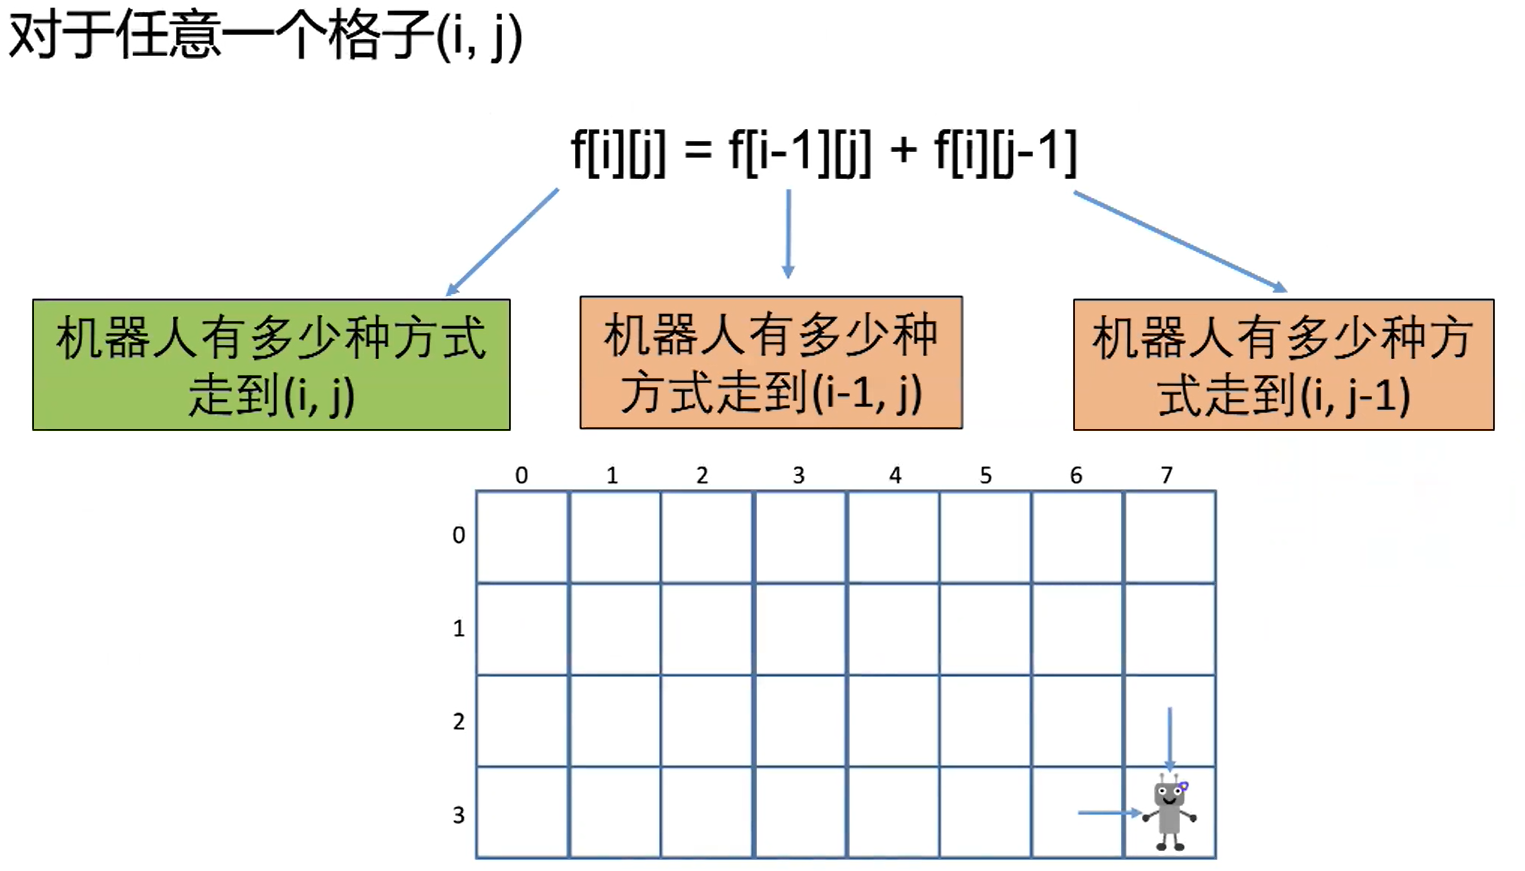 对于任意一个格子(i, j)
f[i][j] = f[i-1][j] + f[i][j-1]
机器人有多少种方式
走到(i, j)
机器人有多少种
方式走到(i-1, j)
机器人有多少种方
式走到(i, j-1)
0 1 2 3 4 5 6 7
0
1
2
3